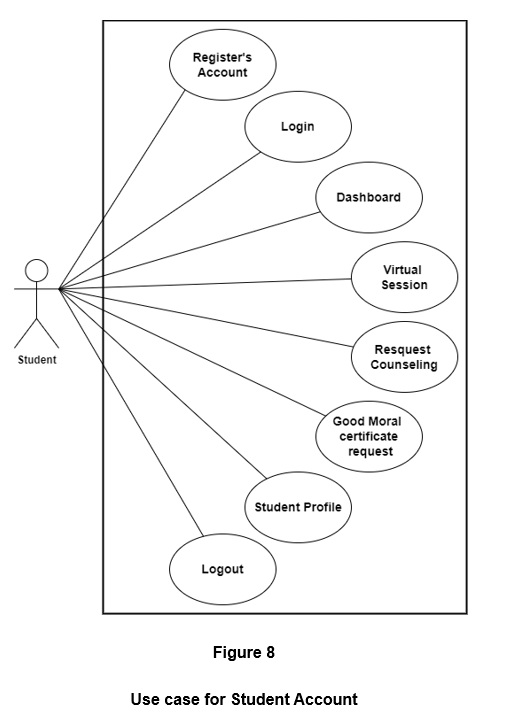 Register's
Account
Login
Dashboard
Virtual
Session
Resquest
Counseling
Good Moral
certificate
request
Student Profile
Logout
Student
Figure 8
Use case for Student Account